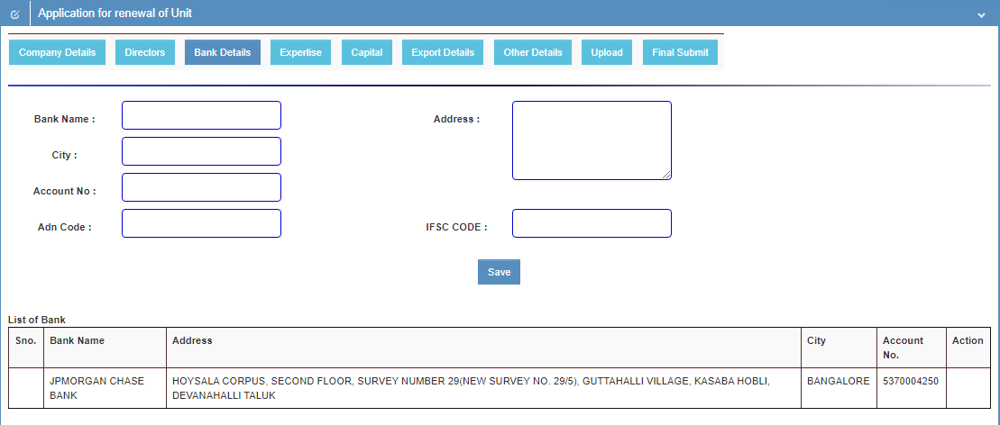 Application for renewal of Unit
Company Details Directors Bank Details Expertise Capital Export Details Other Details Upload Final Submit
Bank Name : Address :
City :
Account No :
Adn Code : IFSC CODE :
Save
List of Bank
Sno. Bank Name Address City Account No. Action
JPMORGAN CHASE BANK HOYSALA CORPUS, SECOND FLOOR, SURVEY NUMBER 29(NEW SURVEY NO. 29/5), GUTTAHALLI VILLAGE, KASABA HOBLI, DEVANAHALLI TALUK BANGALORE 5370004250